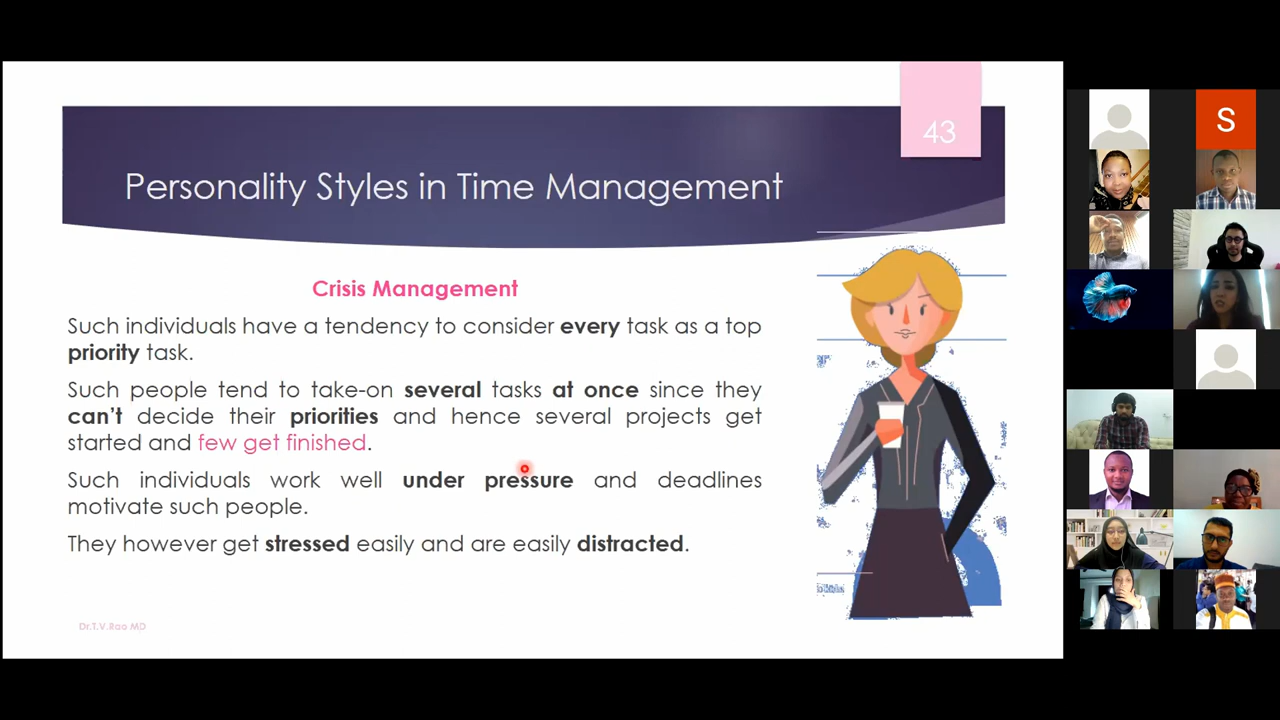 43
Personality Styles in Time Management
Crisis Management
Such individuals have a tendency to consider every task as a top
priority task.
Such people tend to take-on several tasks at once since they
can't decide their priorities and hence several projects get
started and few get finished.
Such individuals work well under pressure and deadlines
motivate such people.
They however get stressed easily and are easily distracted.
Dr.T.V.Rao MD
S